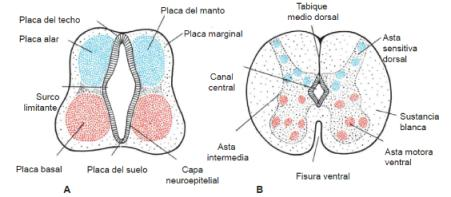 Placa del techo
Placa del manto
Placa alar
Placa marginal
Surco
limitante
Placa basal
Placa del suelo
Capa
neuroepitelial
A
Tabique
medio dorsal
Asta
sensitiva
dorsal
Canal
central
Sustancia
blanca
Asta
intermedia
Asta motora
ventral
Fisura ventral
B